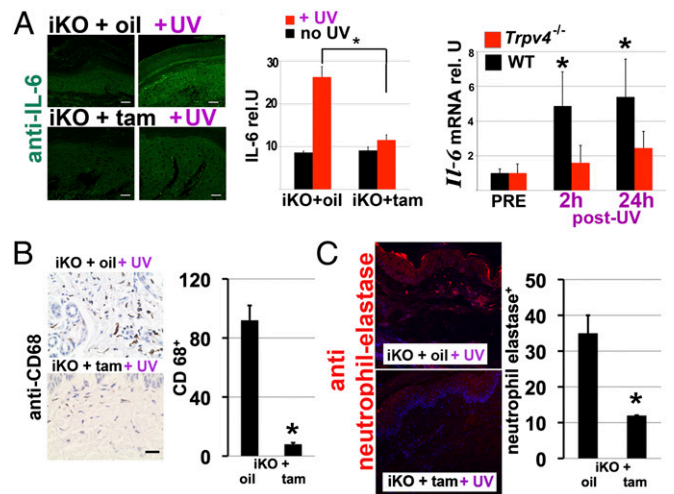 A
iKO + oil +UV
iKO + tam +UV
anti-IL-6
+ UV
no UV
*
IL-6 rel.U
30
20
10
0
iKO+oil iKO+tam
Trpv4-/-
WT
* *
Il-6 mRNA rel. U
8
6
4
2
0
PRE 2h 24h
post-UV
B
iKO + oil + UV
iKO + tam + UV
anti-CD68
CD 68+
120
80
40
0
*
iKO +
oil tam
C
anti
neutrophil-elastase
iKO + oil + UV
iKO + tam + UV
neutrophil elastase+
50
40
30
20
10
0
*
iKO +
oil tam